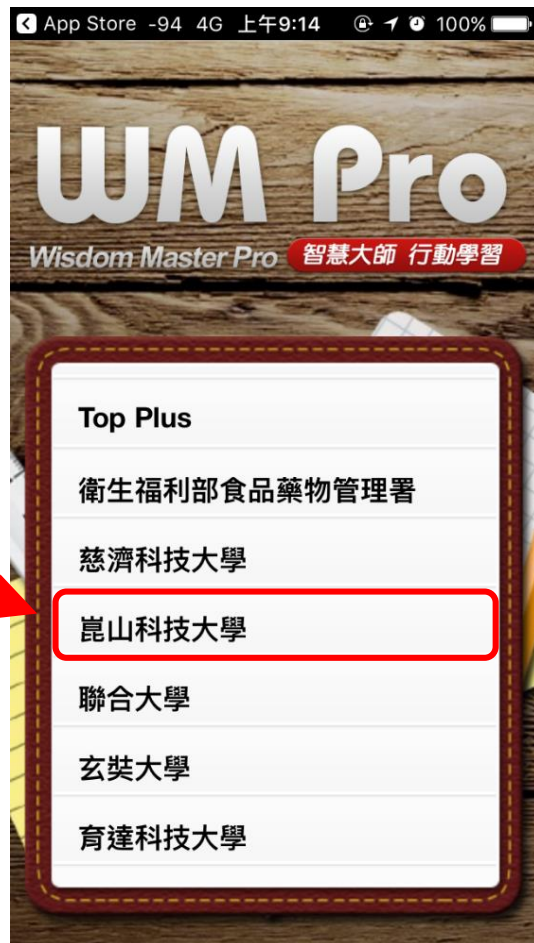 App Store -94 4G 上午9:14 100%
WM Pro
Wisdom Master Pro 智慧大師 行動學習
Top Plus
衛生福利部食品藥物管理署
慈濟科技大學
崑山科技大學
聯合大學
玄奘大學
育達科技大學